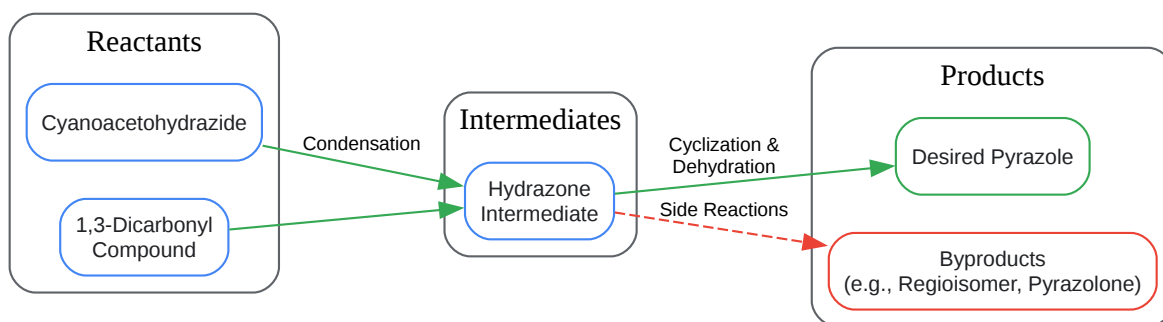 Reactants
Cyanoacetohydrazide
1,3-Dicarbonyl
Compound
Condensation
Intermediates
Hydrazone
Intermediate
Cyclization &
Dehydration
Side Reactions
Products
Desired Pyrazole
Byproducts
(e.g., Regioisomer, Pyrazolone)